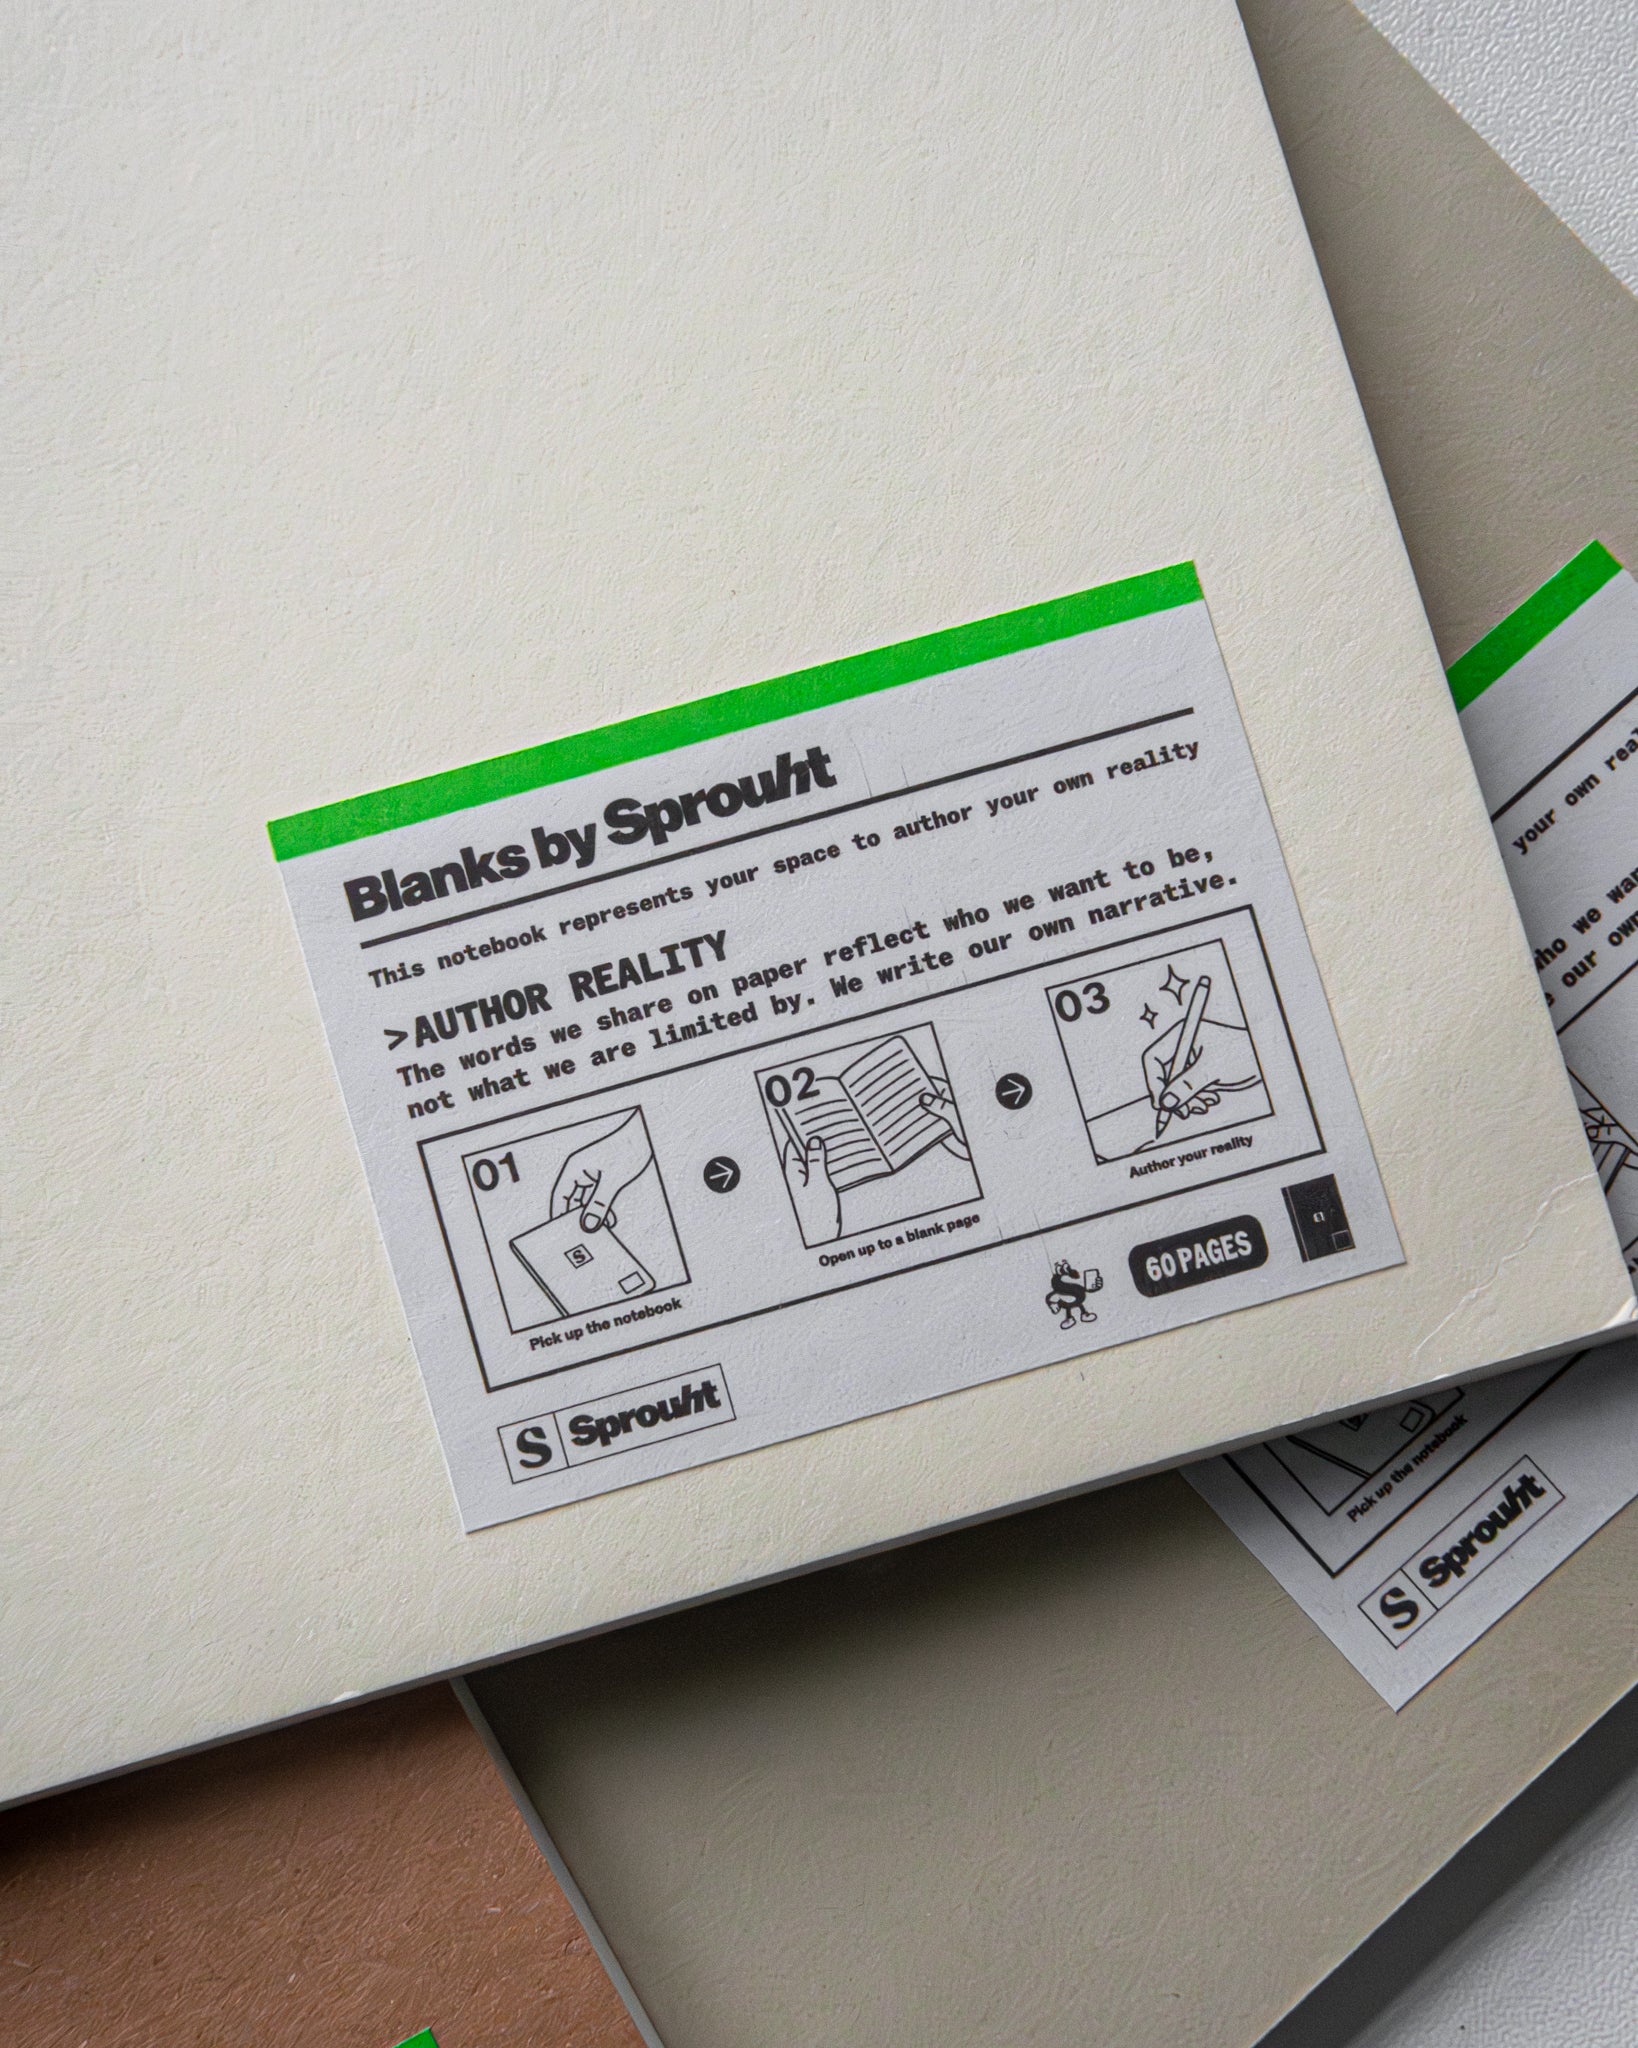 Blanks by Sprouht
This notebook represents your space to author your own reality
>AUTHOR REALITY
The words we share on paper reflect who we want to be,
not what we are limited by. We write our own narrative.
01
Pick up the notebook
02
Open up to a blank page
03
Author your reality
S Sprouht
60 PAGES
your own
who we
our own
Pick up the notebook
S Sprouht